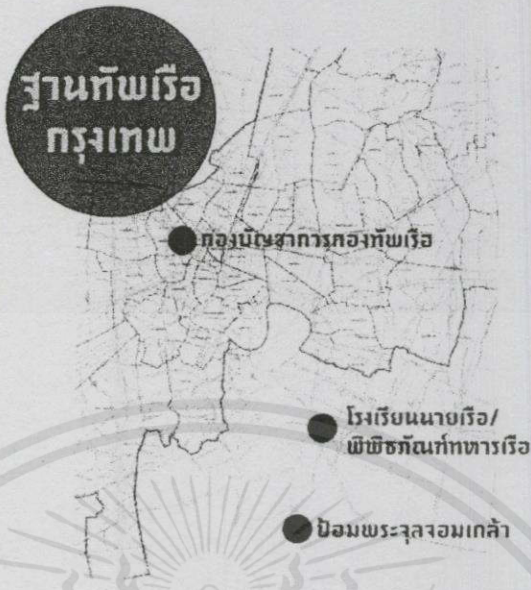 ฐานทัพเรือ
กรุงเทพ
กองบัญชาการกองทัพเรือ
โรงเรียนนายเรือ/
พิพิธภัณฑ์ทหารเรือ
ป้อมพระจุลจอมเกล้า